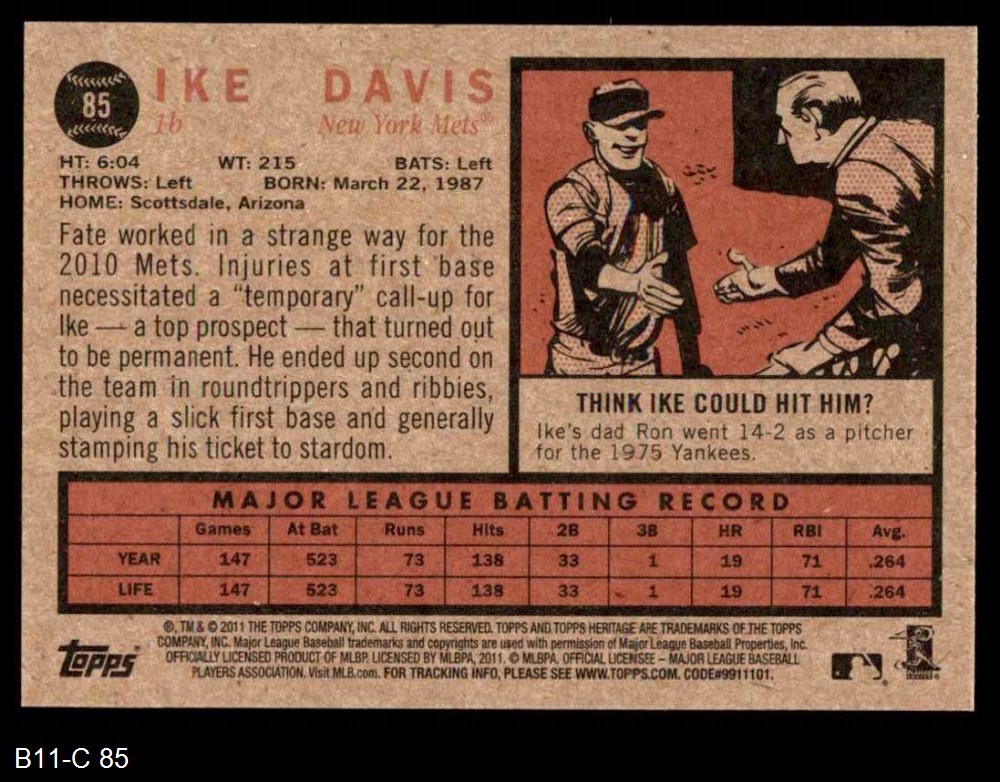 85
IKE DAVIS
1b New York Mets®
HT: 6:04 WT: 215 BATS: Left
THROWS: Left BORN: March 22, 1987
HOME: Scottsdale, Arizona
Fate worked in a strange way for the
2010 Mets. Injuries at first base
necessitated a “temporary” call-up for
Ike — a top prospect — that turned out
to be permanent. He ended up second on
the team in roundtrippers and ribbies,
playing a slick first base and generally
stamping his ticket to stardom.
THINK IKE COULD HIT HIM?
Ike's dad Ron went 14-2 as a pitcher
for the 1975 Yankees.
MAJOR LEAGUE BATTING RECORD
Games At Bat Runs Hits 2B 3B HR RBI Avg.
YEAR 147 523 73 138 33 1 19 71 .264
LIFE 147 523 73 138 33 1 19 71 .264
®, TM & © 2011 THE TOPPS COMPANY, INC. ALL RIGHTS RESERVED. TOPPS AND TOPPS HERITAGE ARE TRADEMARKS OF THE TOPPS
COMPANY, INC. Major League Baseball trademarks and copyrights are used with permission of Major League Baseball Properties, Inc.
OFFICIALLY LICENSED PRODUCT OF MLBP. LICENSED BY MLBPA, 2011. © MLBPA. OFFICIAL LICENSEE – MAJOR LEAGUE BASEBALL
PLAYERS ASSOCIATION. Visit MLB.com. FOR TRACKING INFO, PLEASE SEE WWW.TOPPS.COM. CODE#9911101.
topps®
B11-C 85